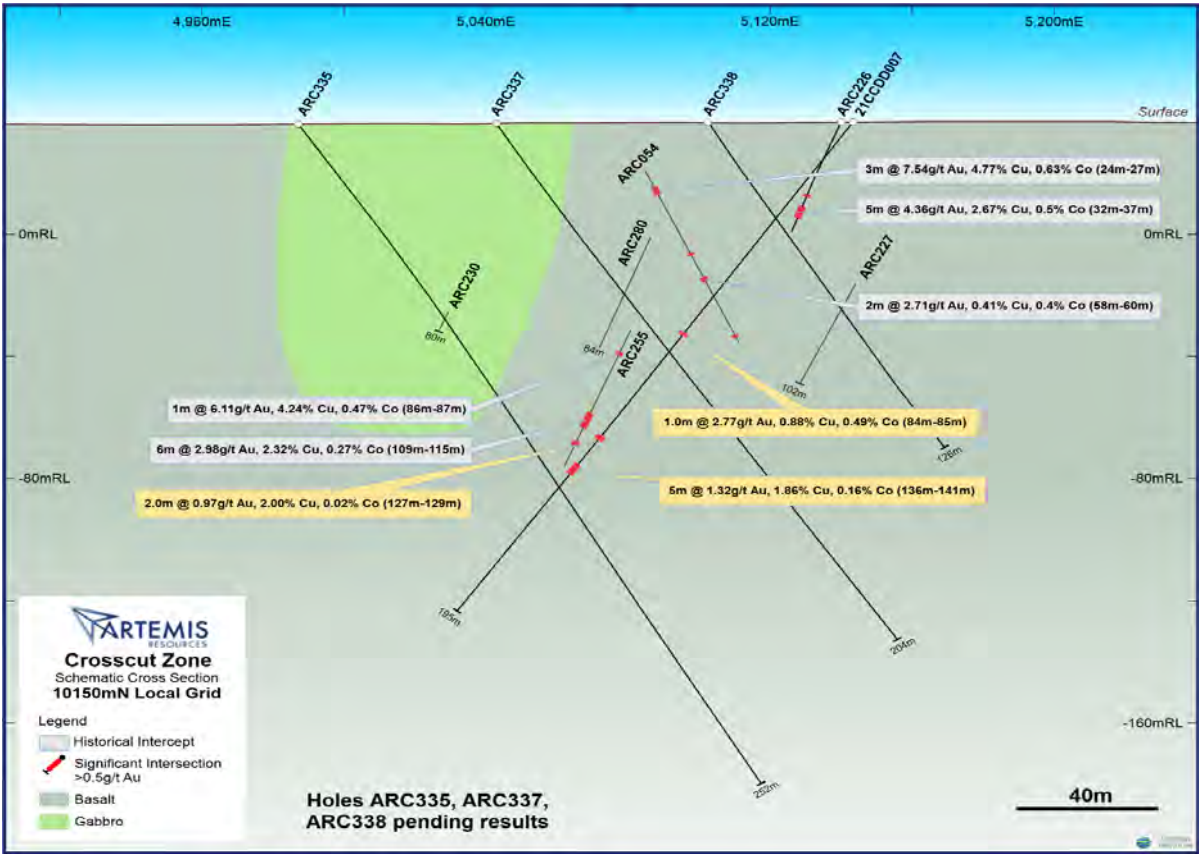 4,960mE
5,040mE
5,120mE
5,200mE
ARC335
ARC337
ARC338
ARC226
21CCDD007
Surface
ARC054
3m @ 7.54g/t Au, 4.77% Cu, 0.63% Co (24m-27m)
5m @ 4.36g/t Au, 2.67% Cu, 0.5% Co (32m-37m)
0mRL
0mRL
ARC280
ARC227
ARC230
2m @ 2.71g/t Au, 0.41% Cu, 0.4% Co (58m-60m)
80m
84m
ARC255
102m
1m @ 6.11g/t Au, 4.24% Cu, 0.47% Co (86m-87m)
1.0m @ 2.77g/t Au, 0.88% Cu, 0.49% Co (84m-85m)
6m @ 2.98g/t Au, 2.32% Cu, 0.27% Co (109m-115m)
126m
-80mRL
-80mRL
2.0m @ 0.97g/t Au, 2.00% Cu, 0.02% Co (127m-129m)
5m @ 1.32g/t Au, 1.86% Cu, 0.16% Co (136m-141m)
195m
204m
ARTEMIS
RESOURCES
Crosscut Zone
Schematic Cross Section
10150mN Local Grid
Legend
Historical Intercept
Significant Intersection
>0.5g/t Au
Basalt
Gabbro
-160mRL
252m
Holes ARC335, ARC337,
ARC338 pending results
40m